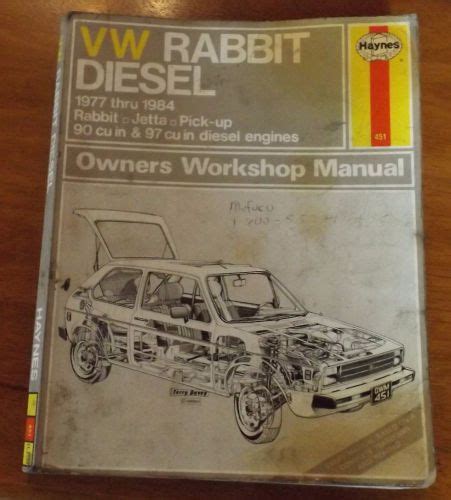 VW RABBIT
DIESEL
Haynes
1977 thru 1984
Rabbit ▫ Jetta ▫ Pick-up
90 cu in & 97 cu in diesel engines
451
Owners Workshop Manual
Terry Davey
OWM
451
HAYNES